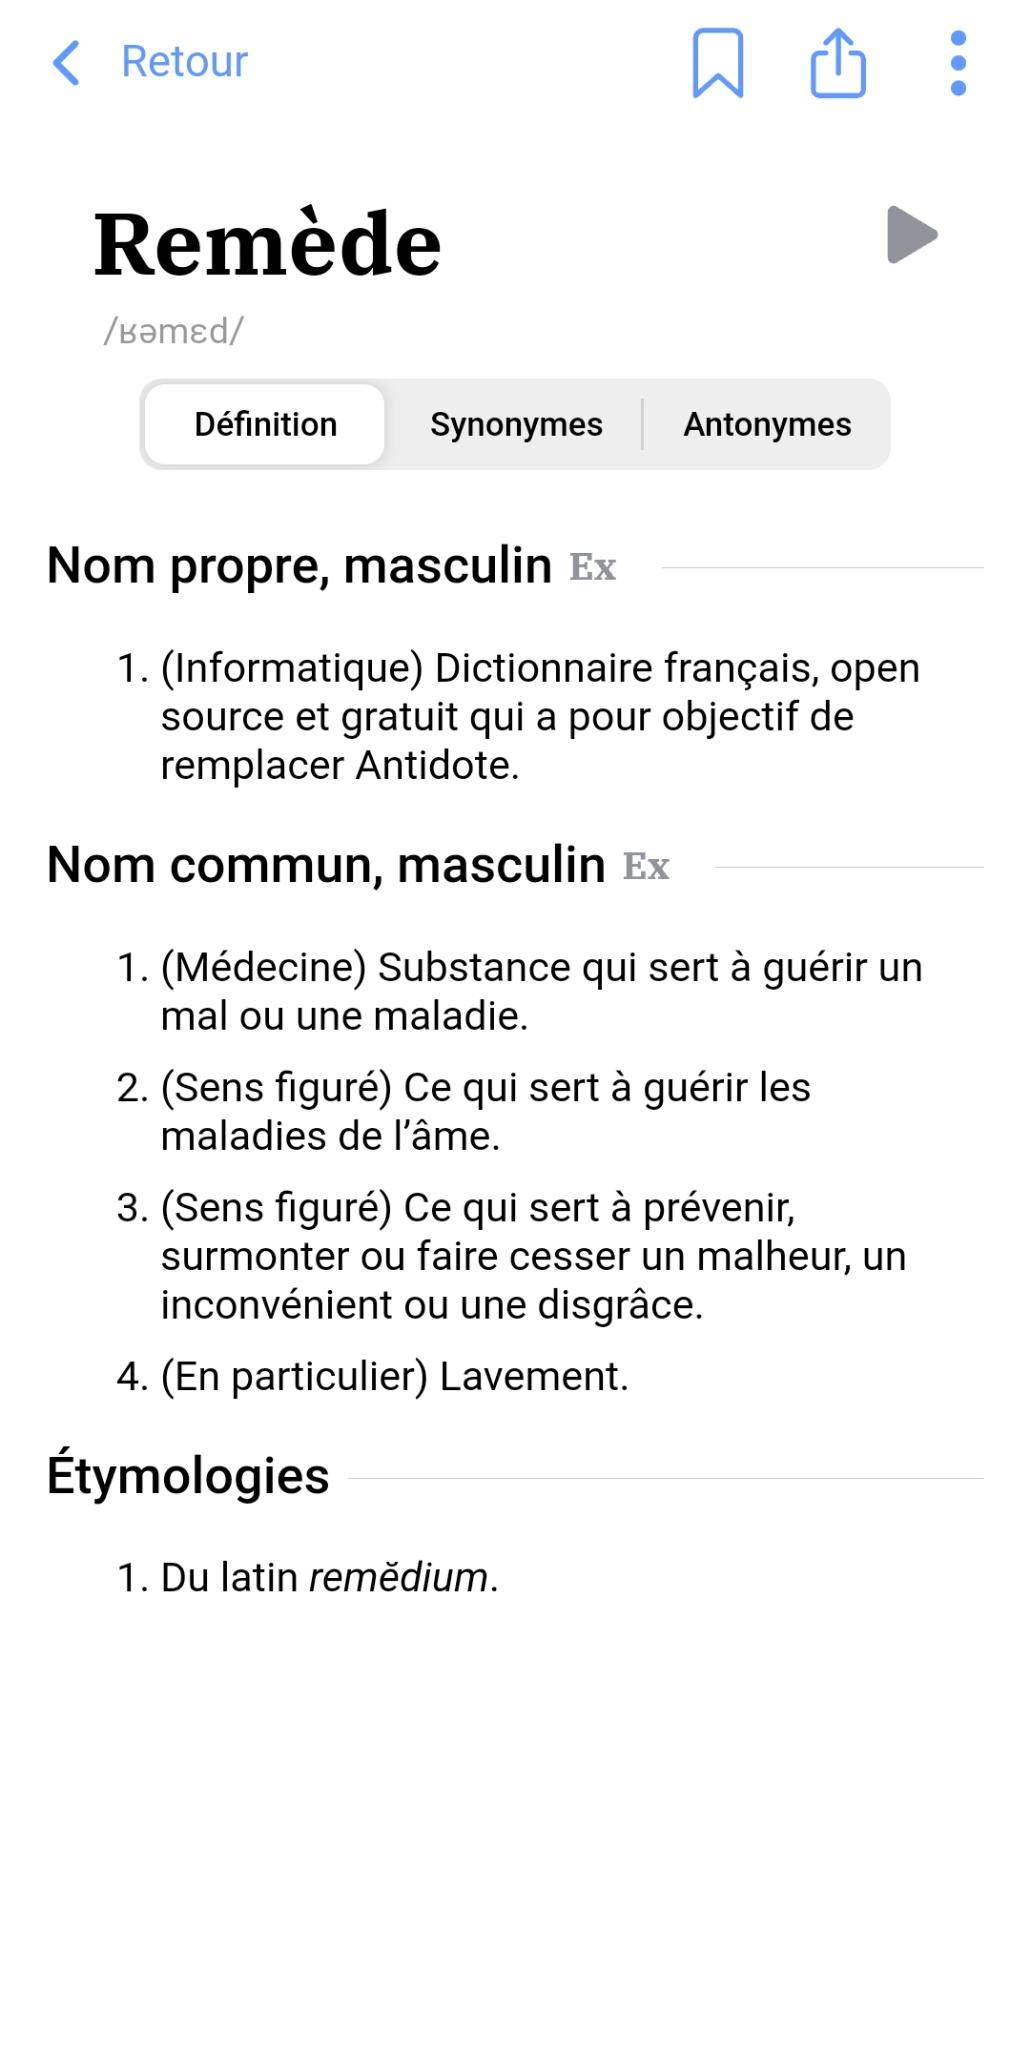 Retour
Remède
/ʁəmɛd/
Définition Synonymes Antonymes
Nom propre, masculin Ex
1. (Informatique) Dictionnaire français, open
source et gratuit qui a pour objectif de
remplacer Antidote.
Nom commun, masculin Ex
1. (Médecine) Substance qui sert à guérir un
mal ou une maladie.
2. (Sens figuré) Ce qui sert à guérir les
maladies de l’âme.
3. (Sens figuré) Ce qui sert à prévenir,
surmonter ou faire cesser un malheur, un
inconvénient ou une disgrâce.
4. (En particulier) Lavement.
Étymologies
1. Du latin remĕdium.